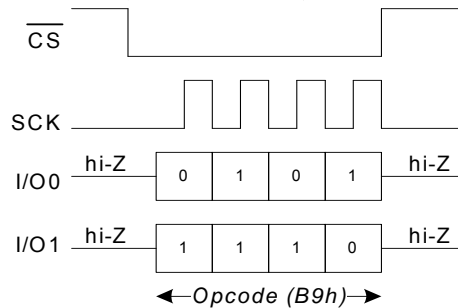 CS
SCK
hi-Z hi-Z
I/O0 0 1 0 1
hi-Z hi-Z
I/O1 1 1 1 0
Opcode (B9h)